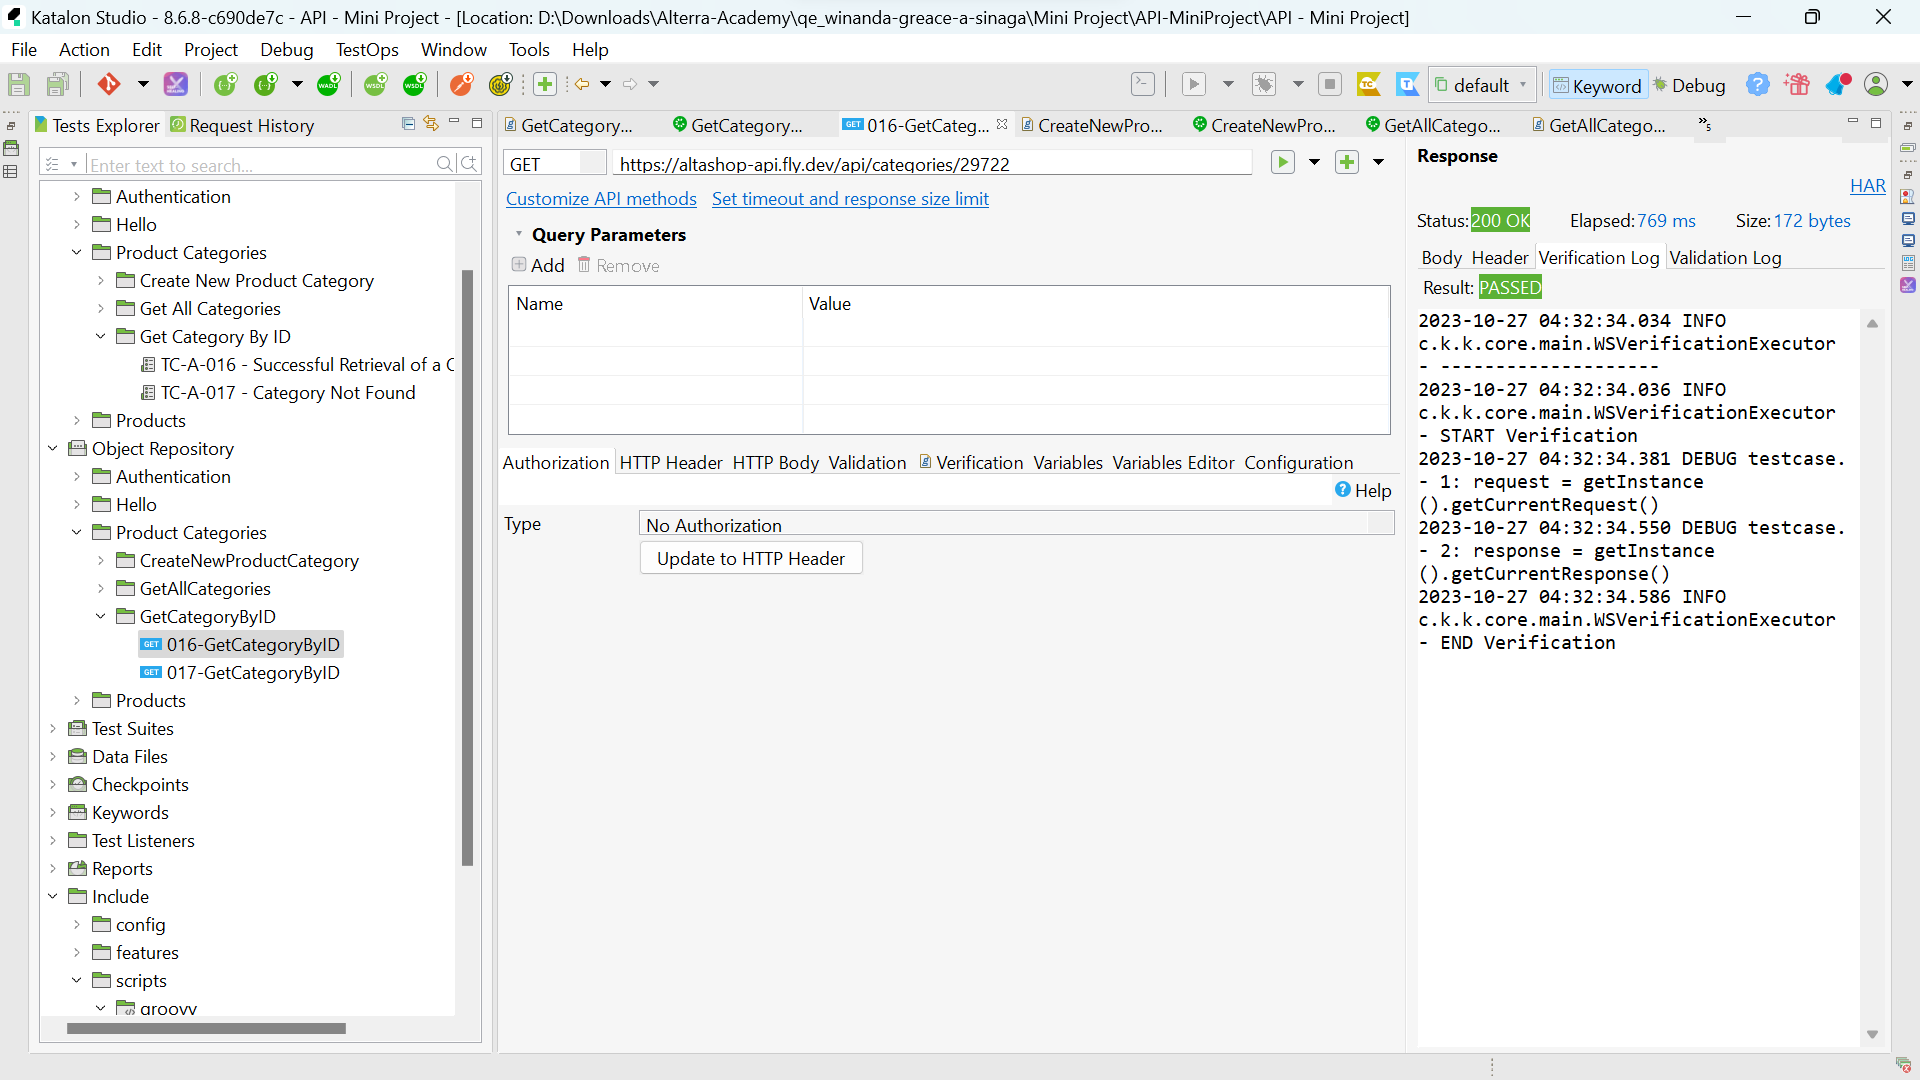 Katalon Studio - 8.6.8-c690de7c - API - Mini Project - [Location: D:\Downloads\Alterra-Academy\qe_winanda-greace-a-sinaga\Mini Project\API-MiniProject\API - Mini Project]
File Action Edit Project Debug TestOps Window Tools Help
default Keyword Debug
Tests Explorer Request History
GetCategory... GetCategory... GET 016-GetCateg... CreateNewPro... CreateNewPro... GetAllCatego... GetAllCatego... »5
Enter text to search...
Authentication
Hello
Product Categories
Create New Product Category
Get All Categories
Get Category By ID
TC-A-016 - Successful Retrieval of a C
TC-A-017 - Category Not Found
Products
Object Repository
Authentication
Hello
Product Categories
CreateNewProductCategory
GetAllCategories
GetCategoryByID
GET 016-GetCategoryByID
GET 017-GetCategoryByID
Products
Test Suites
Data Files
Checkpoints
Keywords
Test Listeners
Reports
Include
config
features
scripts
groovy
GET https://altashop-api.fly.dev/api/categories/29722
Customize API methods Set timeout and response size limit
Query Parameters
Add Remove
Name Value
Authorization HTTP Header HTTP Body Validation Verification Variables Variables Editor Configuration
Help
Type No Authorization
Update to HTTP Header
Response
HAR
Status: 200 OK Elapsed: 769 ms Size: 172 bytes
Body Header Verification Log Validation Log
Result: PASSED
2023-10-27 04:32:34.034 INFO
c.k.k.core.main.WSVerificationExecutor
- --------------------
2023-10-27 04:32:34.036 INFO
c.k.k.core.main.WSVerificationExecutor
- START Verification
2023-10-27 04:32:34.381 DEBUG testcase.
- 1: request = getInstance
().getCurrentRequest()
2023-10-27 04:32:34.550 DEBUG testcase.
- 2: response = getInstance
().getCurrentResponse()
2023-10-27 04:32:34.586 INFO
c.k.k.core.main.WSVerificationExecutor
- END Verification